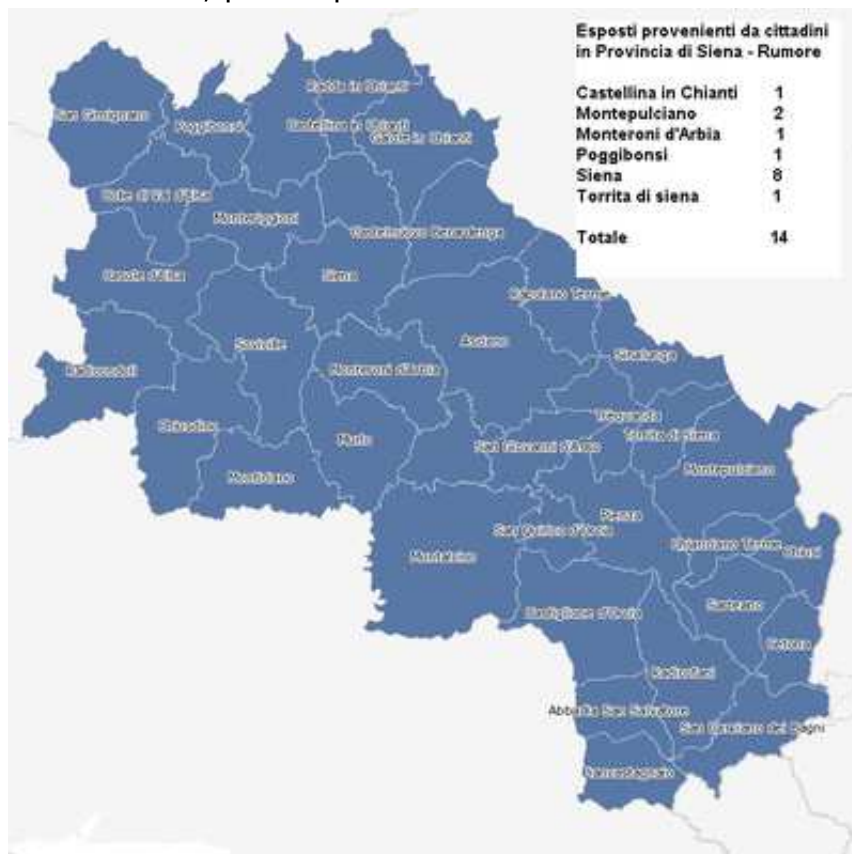 Esposti provenienti da cittadini
in Provincia di Siena - Rumore
Castellina in Chianti 1
Montepulciano 2
Monteroni d'Arbia 1
Poggibonsi 1
Siena 8
Torrita di siena 1
Totale 14
Radda in Chianti
San Gimignano
Poggibonsi
Castellina in Chianti
Gaiole in Chianti
Colle di Val d'Elsa
Monteriggioni
Castelnuovo Berardenga
Casole d'Elsa
Siena
Rapolano Terme
Sovicille
Asciano
Radicondoli
Monteroni d'Arbia
Sinalunga
Chiusdino
Trequanda
Murlo
San Giovanni d'Asso
Torrita di Siena
Monticiano
Montepulciano
Pienza
San Quirico d'Orcia
Montalcino
Chianciano Terme
Chiusi
Sarteano
Castiglione d'Orcia
Cetona
Radicofani
Abbadia San Salvatore
San Casciano dei Bagni
Piancastagnaio